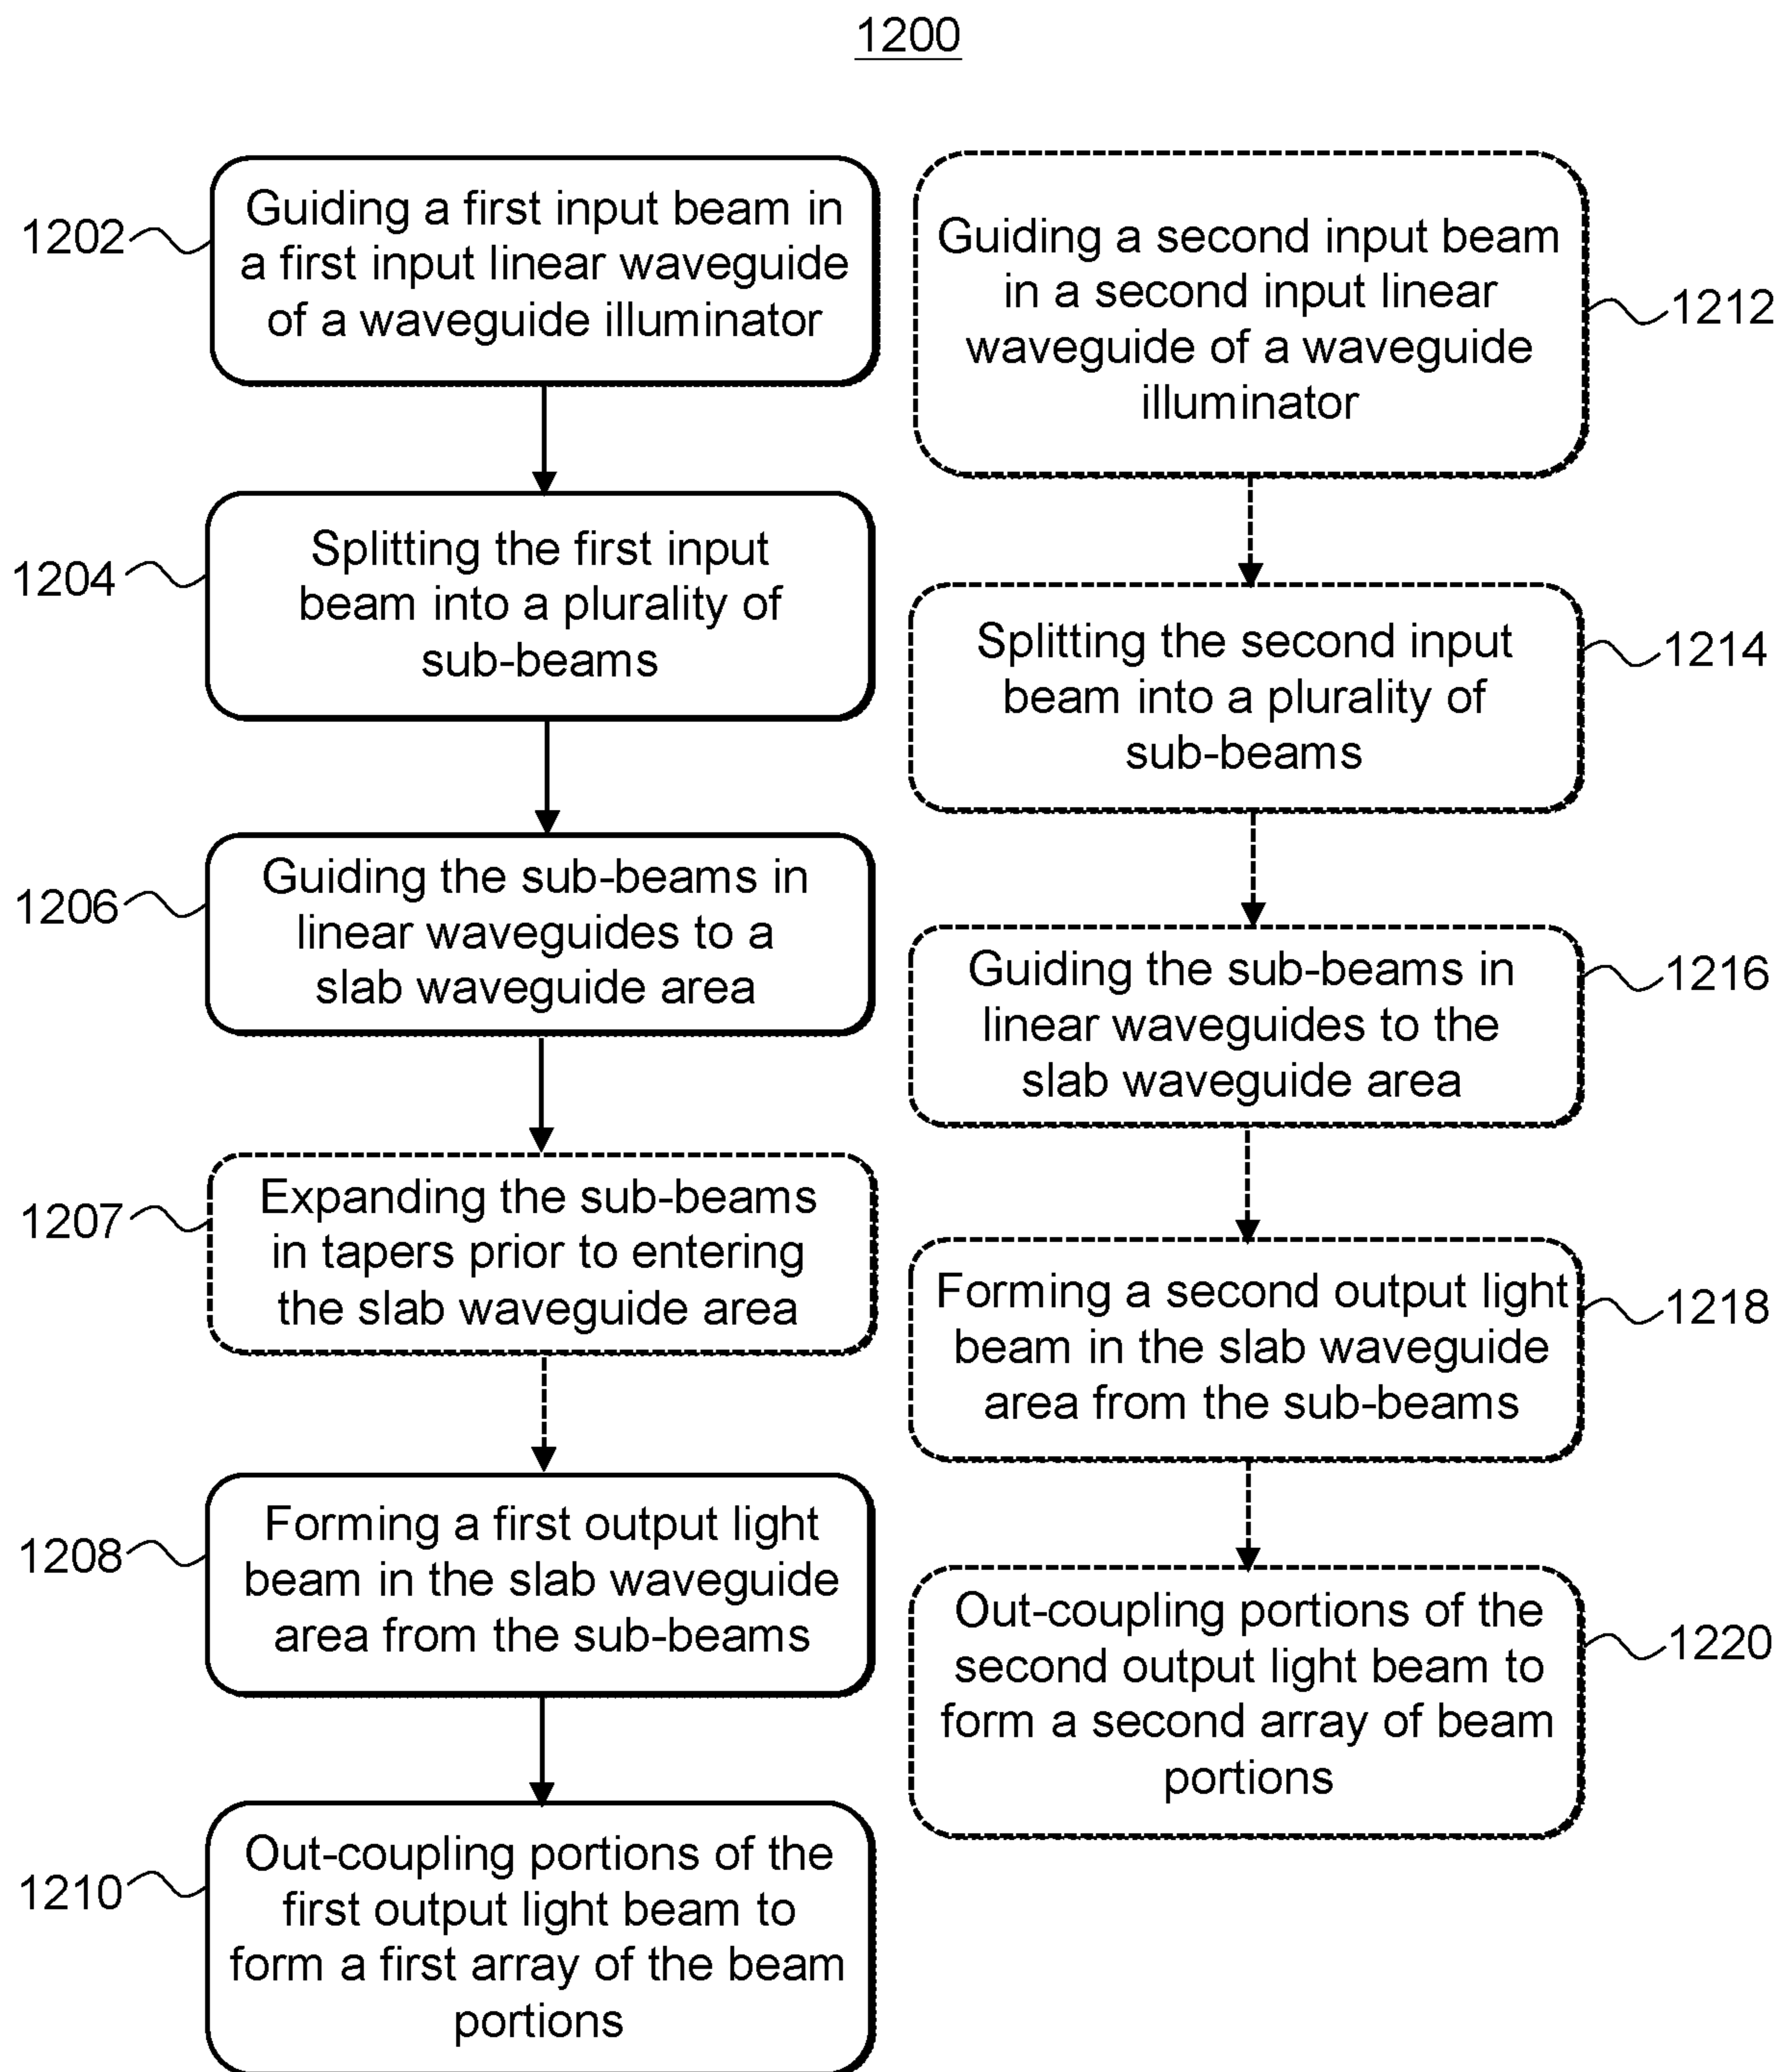 1200
1202
Guiding a first input beam in
a first input linear waveguide
of a waveguide illuminator
1204
Splitting the first input
beam into a plurality of
sub-beams
1206
Guiding the sub-beams in
linear waveguides to a
slab waveguide area
1207
Expanding the sub-beams
in tapers prior to entering
the slab waveguide area
1208
Forming a first output light
beam in the slab waveguide
area from the sub-beams
1210
Out-coupling portions of the
first output light beam to
form a first array of the beam
portions
Guiding a second input beam
in a second input linear
waveguide of a waveguide
illuminator
1212
Splitting the second input
beam into a plurality of
sub-beams
1214
Guiding the sub-beams in
linear waveguides to the
slab waveguide area
1216
Forming a second output light
beam in the slab waveguide
area from the sub-beams
1218
Out-coupling portions of the
second output light beam to
form a second array of beam
portions
1220